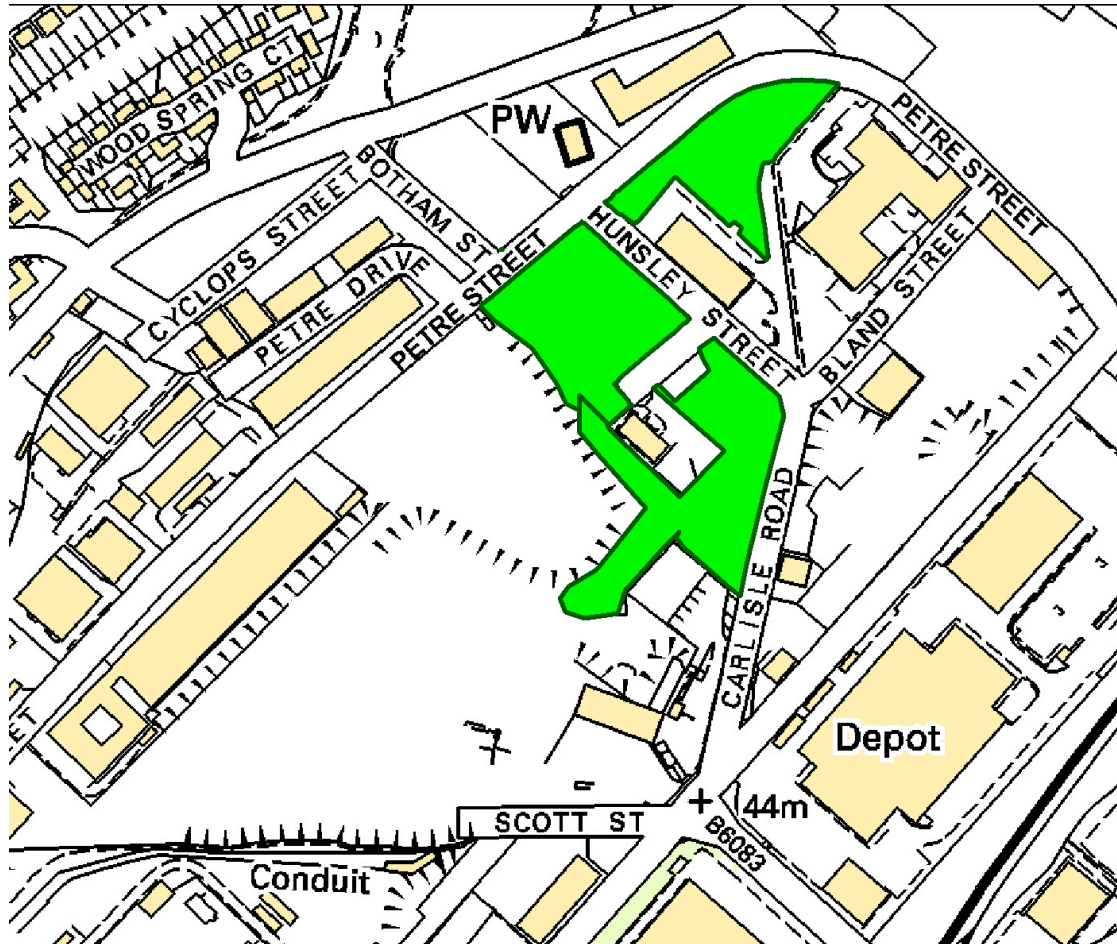 WOOD SPRING CT
PW
PETRE STREET
BOTHAM ST
CYCLOPS STREET
HUNSLEY STREET
PETRE DRIVE
PETRE STREET
BLAND STREET
CARLISLE ROAD
Depot
44m
SCOTT ST
B6083
Conduit